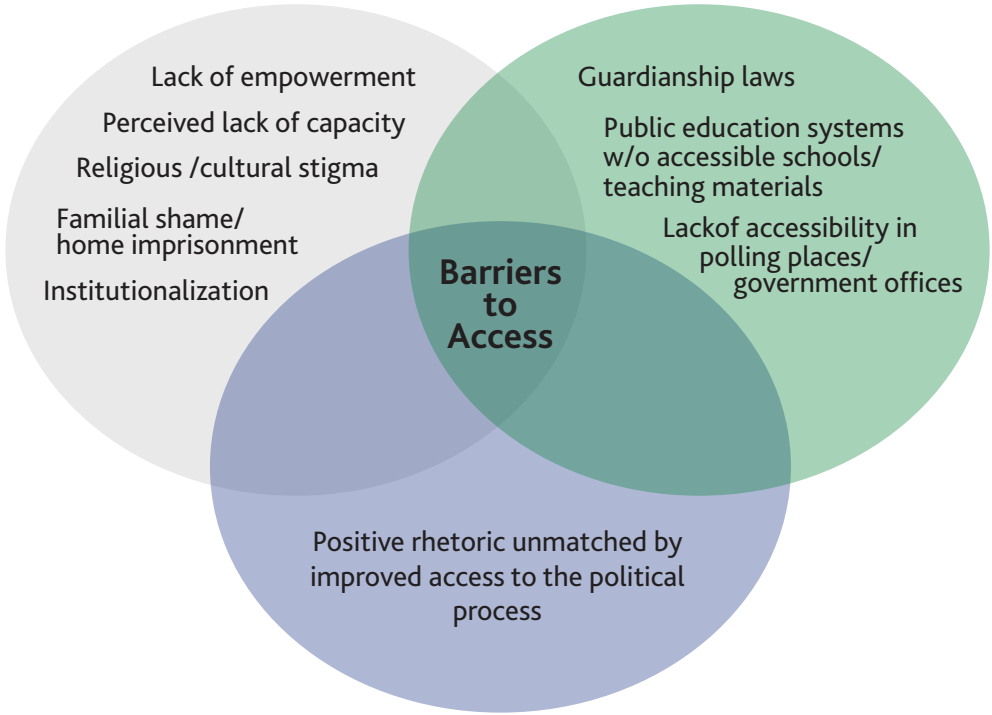 Lack of empowerment
Perceived lack of capacity
Religious /cultural stigma
Familial shame/
home imprisonment
Institutionalization
Guardianship laws
Public education systems
w/o accessible schools/
teaching materials
Lackof accessibility in
polling places/
government offices
Barriers
to
Access
Positive rhetoric unmatched by
improved access to the political
process